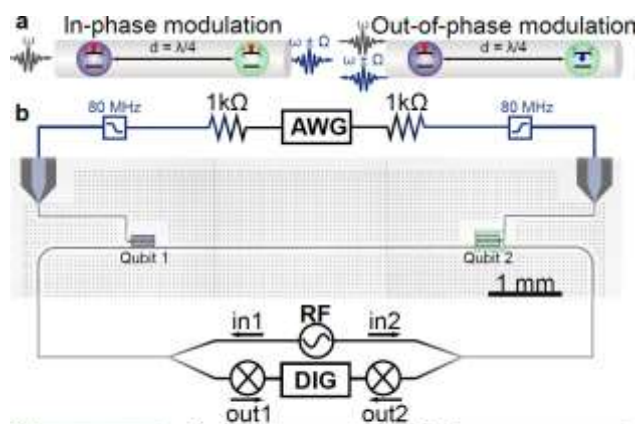 a In-phase modulation Out-of-phase modulation
ω d = λ/4 ω + Ω ω d = λ/4
ω + Ω
b 80 MHz 1kΩ AWG 1kΩ 80 MHz
Qubit 1 Qubit 2
1 mm
in1 RF in2
DIG
out1 out2